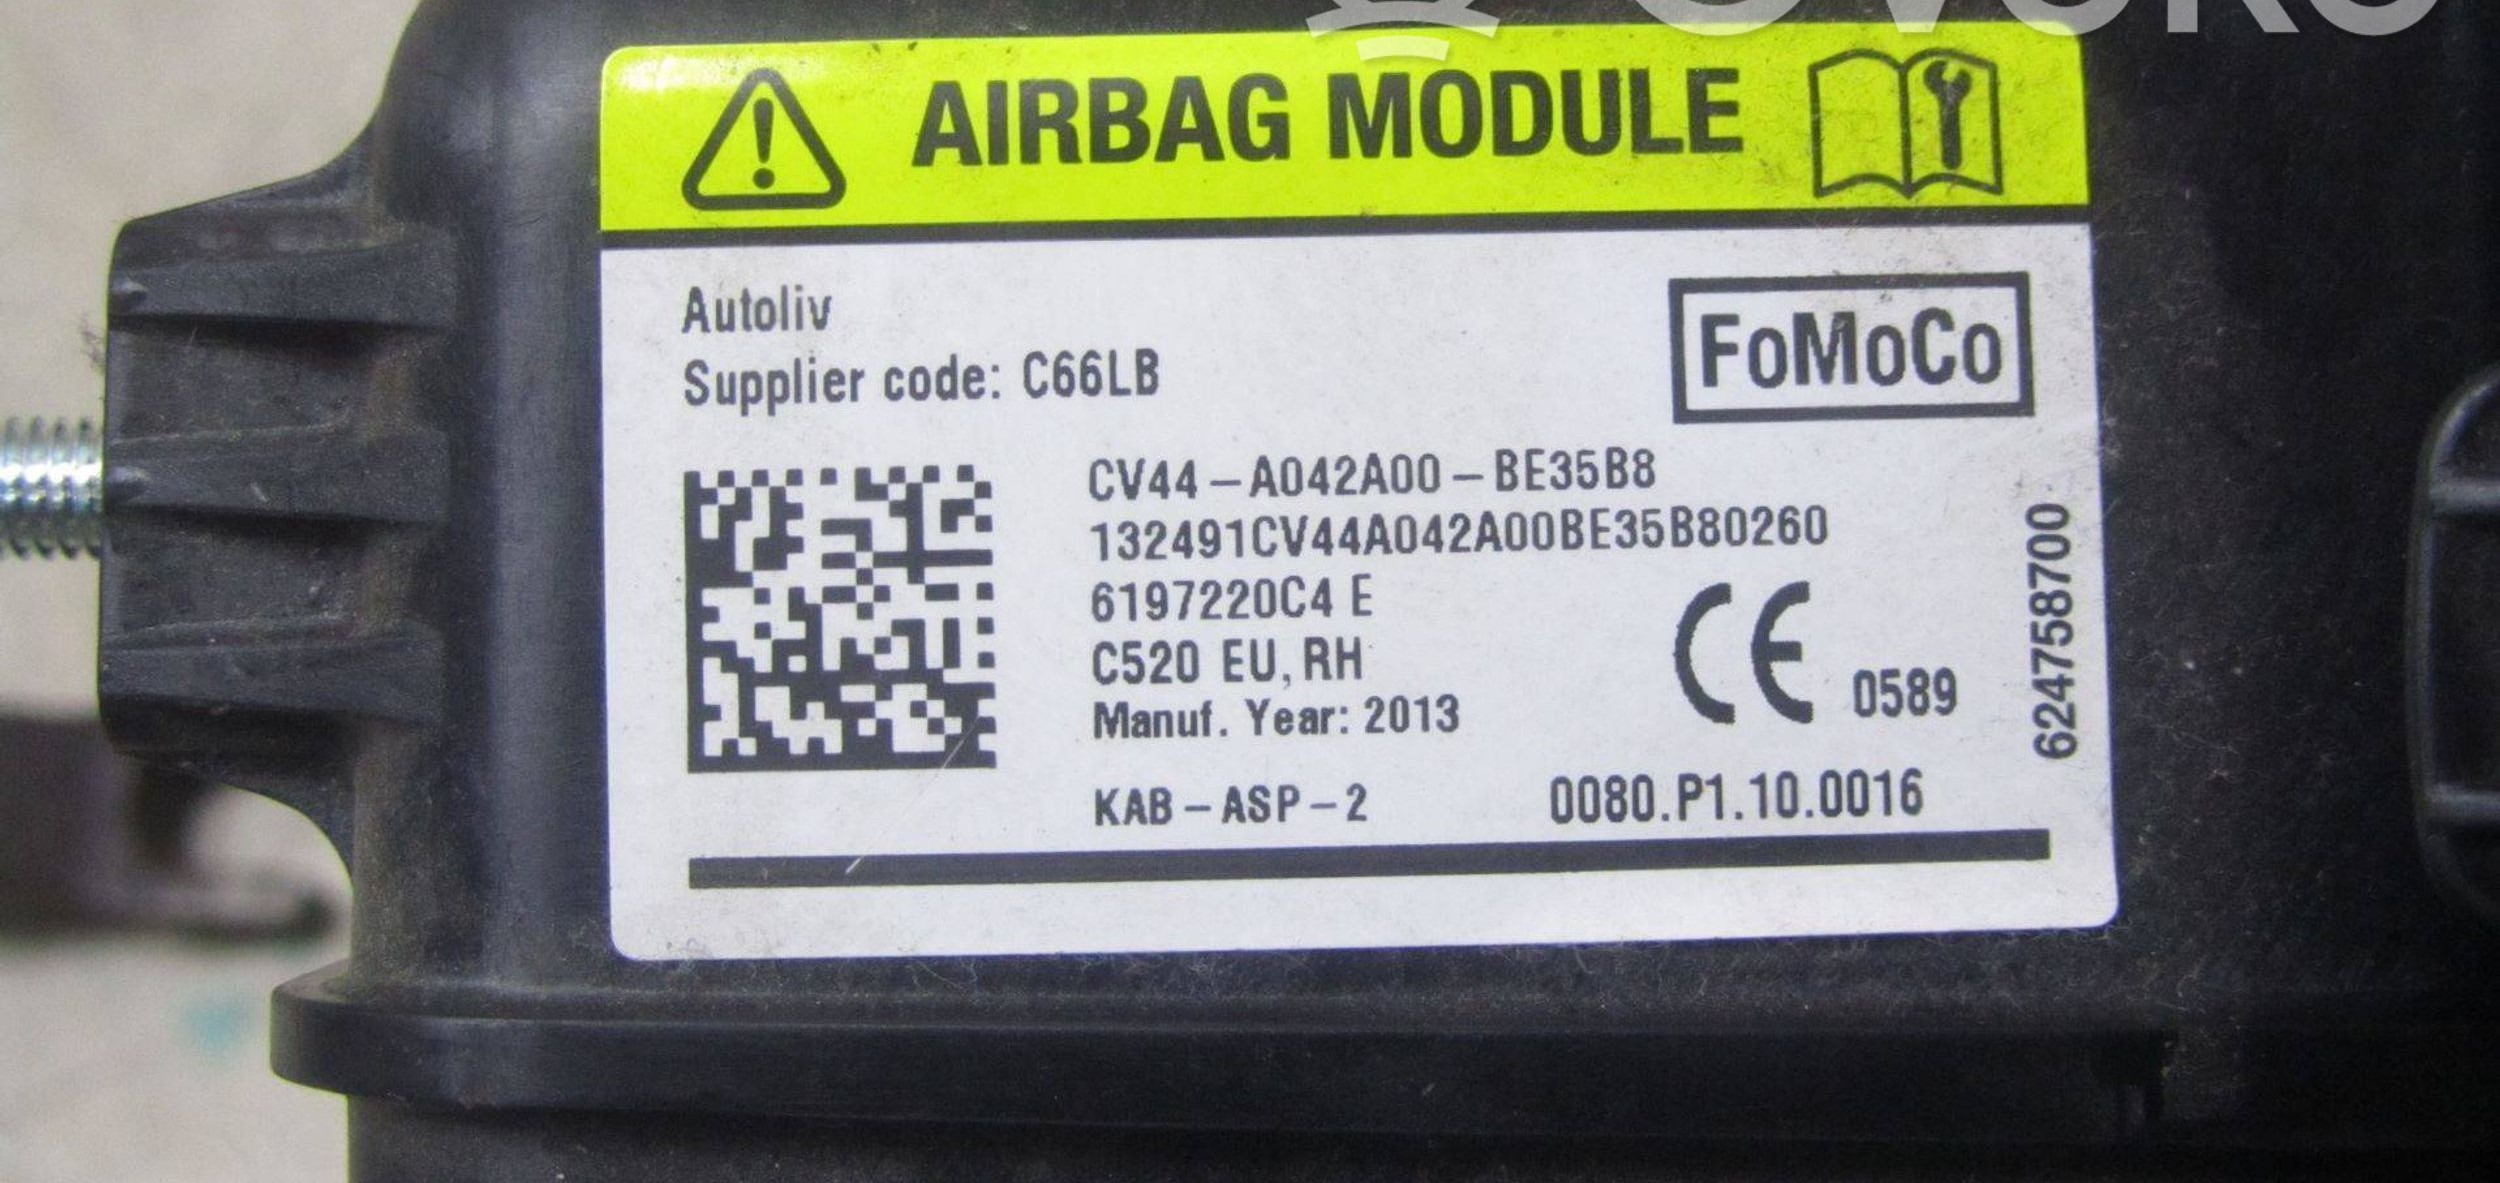 AIRBAG MODULE
Autoliv
FoMoCo
Supplier code: C66LB
CV44-A042A00-BE35B8
132491CV44A042A00BE35B80260
6197220C4 E
C520 EU, RH
CE 0589
Manuf. Year: 2013
KAB-ASP-2 0080.P1.10.0016
624758700